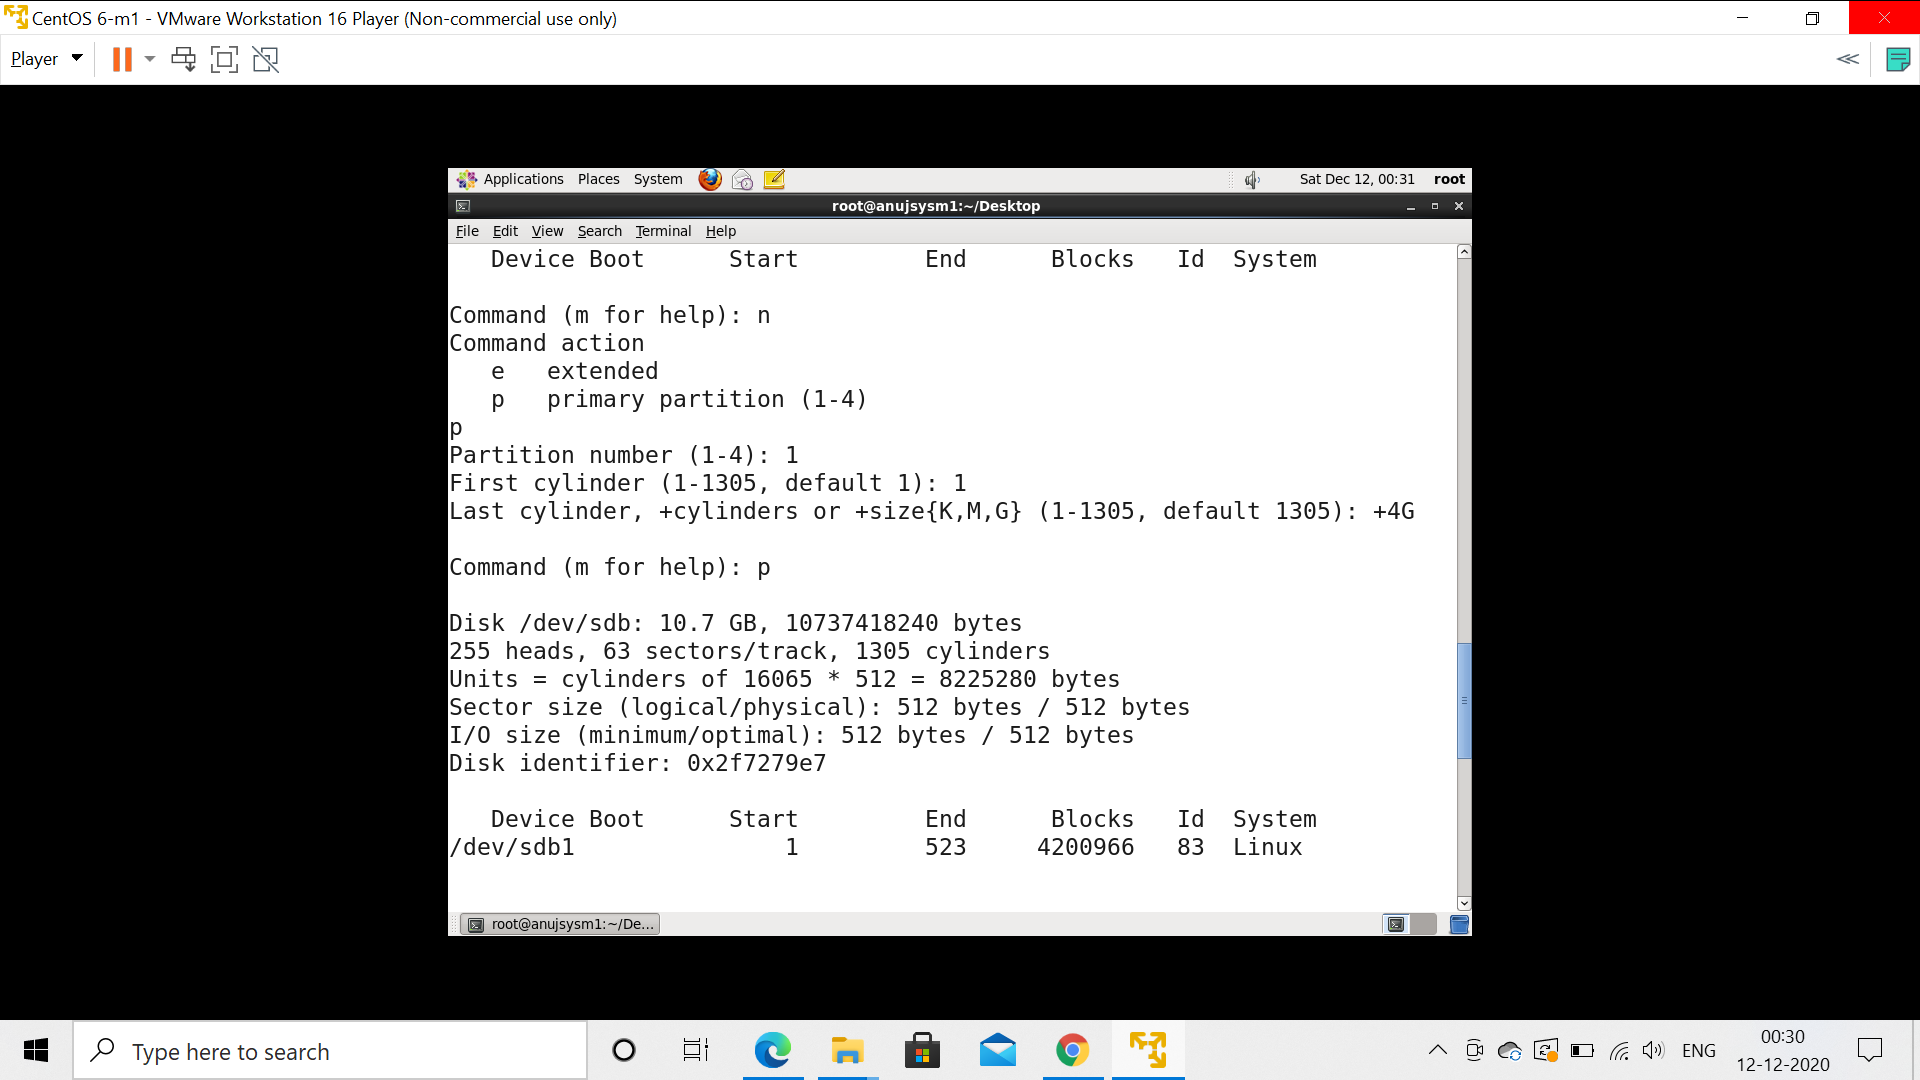 CentOS 6-m1 - VMware Workstation 16 Player (Non-commercial use only)
Player
Applications Places System Sat Dec 12, 00:31 root
root@anujsysm1:~/Desktop
File Edit View Search Terminal Help
   Device Boot      Start         End      Blocks   Id  System
Command (m for help): n
Command action
   e   extended
   p   primary partition (1-4)
p
Partition number (1-4): 1
First cylinder (1-1305, default 1): 1
Last cylinder, +cylinders or +size{K,M,G} (1-1305, default 1305): +4G
Command (m for help): p
Disk /dev/sdb: 10.7 GB, 10737418240 bytes
255 heads, 63 sectors/track, 1305 cylinders
Units = cylinders of 16065 * 512 = 8225280 bytes
Sector size (logical/physical): 512 bytes / 512 bytes
I/O size (minimum/optimal): 512 bytes / 512 bytes
Disk identifier: 0x2f7279e7
   Device Boot      Start         End      Blocks   Id  System
/dev/sdb1               1         523     4200966   83  Linux
root@anujsysm1:~/De...
Type here to search
ENG
00:30
12-12-2020